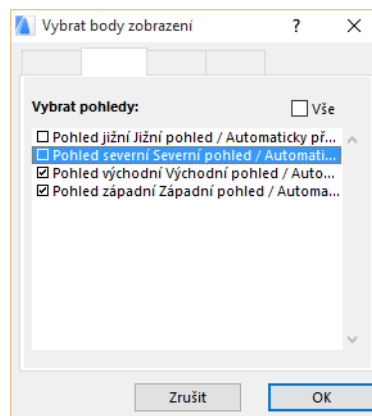 Vybrat body zobrazení ?
Vybrat pohledy: Vše
Pohled jižní Jižní pohled / Automaticky př...
Pohled severní Severní pohled / Automati...
Pohled východní Východní pohled / Auto...
Pohled západní Západní pohled / Automa...
Zrušit OK